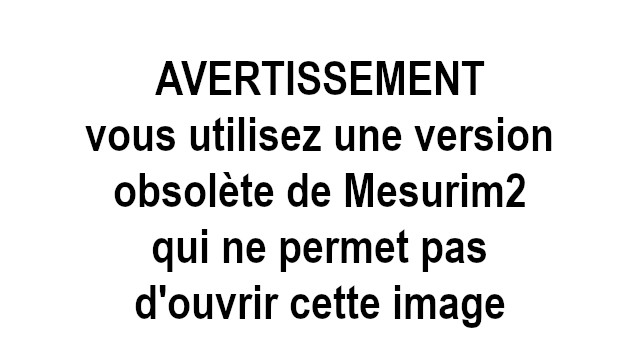 AVERTISSEMENT
vous utilisez une version
obsolète de Mesurim2
qui ne permet pas
d'ouvrir cette image